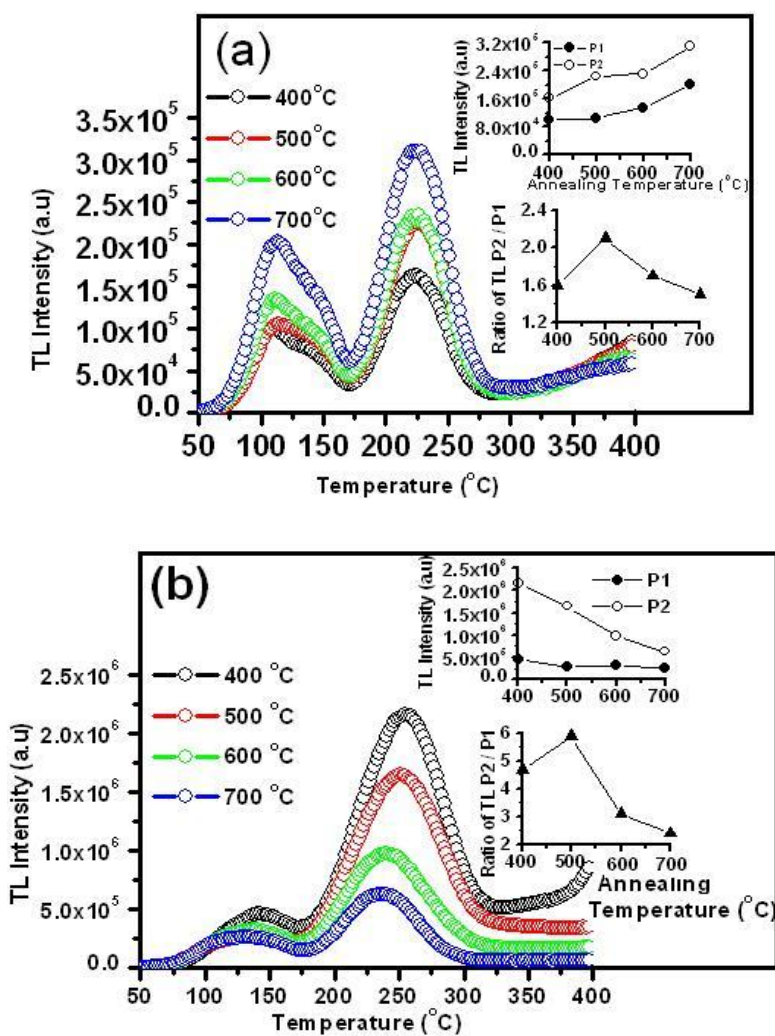 (a)
400°C
500°C
600°C
700°C
3.5x10⁵
3.0x10⁵
2.5x10⁵
2.0x10⁵
1.5x10⁵
1.0x10⁵
5.0x10⁴
0.0
TL Intensity (a.u)
50 100 150 200 250 300 350 400
Temperature (°C)
P1
P2
3.2x10⁶
2.4x10⁶
1.6x10⁶
8.0x10⁴
0.0
TL Intensity (a.u)
400 500 600 700
Annealing Temperature (°C)
2.4
2.0
1.6
1.2
Ratio of TL P2 / P1
400 500 600 700
(b)
400 °C
500 °C
600 °C
700 °C
2.5x10⁶
2.0x10⁶
1.5x10⁶
1.0x10⁶
5.0x10⁵
0.0
TL Intensity (a.u)
50 100 150 200 250 300 350 400
Temperature (°C)
P1
P2
2.5x10⁶
2.0x10⁶
1.5x10⁶
1.0x10⁶
5.0x10⁵
0.0
TL Intensity (a.u)
400 500 600 700
6
5
4
3
2
Ratio of TL P2 / P1
400 500 600 700
Annealing
Temperature (°C)